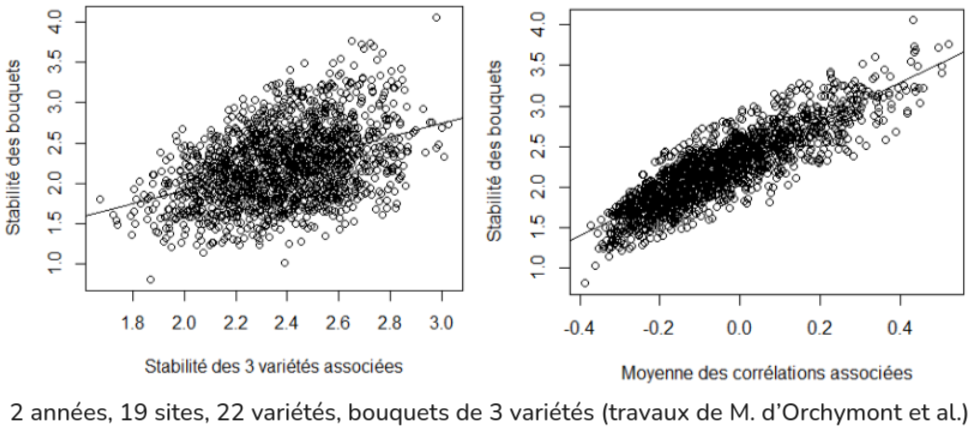 Stabilité des bouquets
4.0
3.5
3.0
2.5
2.0
1.5
1.0
1.8 2.0 2.2 2.4 2.6 2.8 3.0
Stabilité des 3 variétés associées
Stabilité des bouquets
4.0
3.5
3.0
2.5
2.0
1.5
1.0
-0.4 -0.2 0.0 0.2 0.4
Moyenne des corrélations associées
2 années, 19 sites, 22 variétés, bouquets de 3 variétés (travaux de M. d'Orchymont et al.)